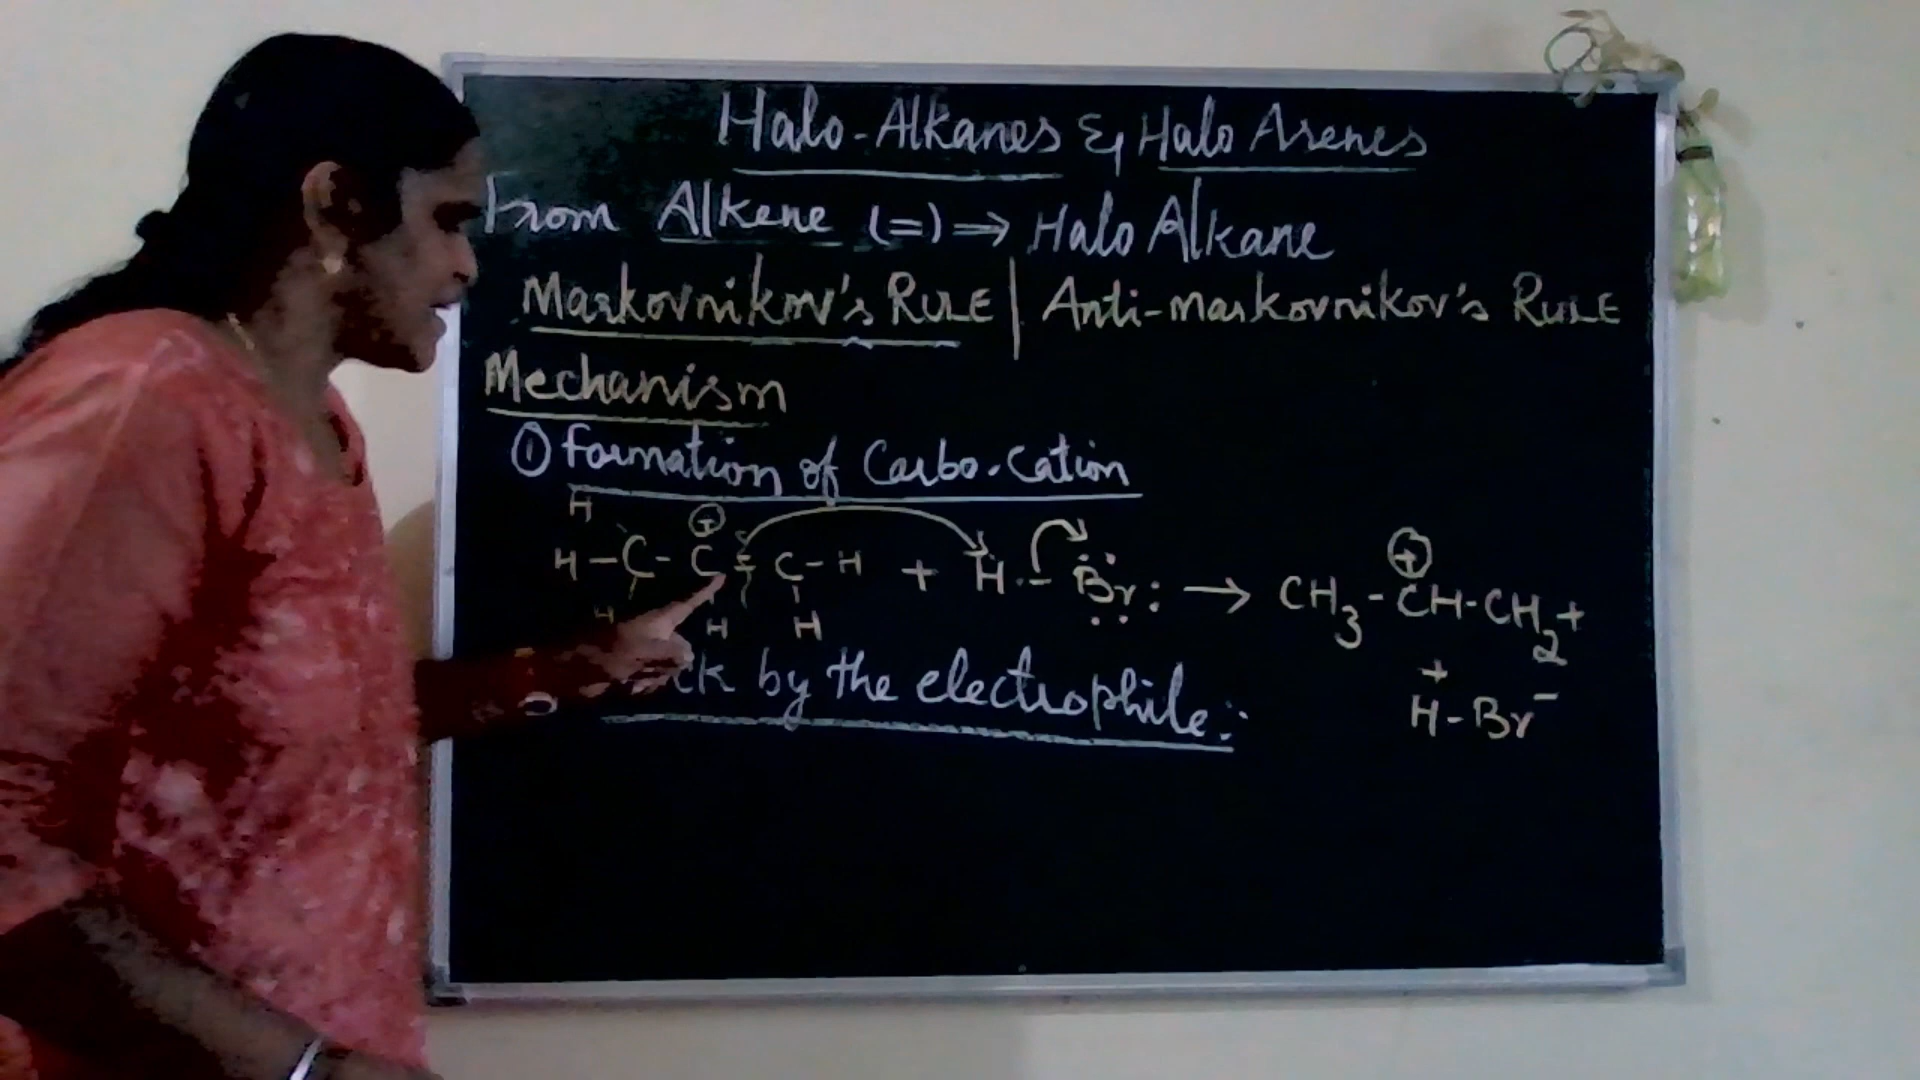 Halo-Alkanes & Halo Arenes
From Alkene (=) ⇒ Halo Alkane
Markovnikov's RULE | Anti-markovnikov's RULE
Mechanism
① Formation of Carbo-Cation
H ⊕ ⊕
H-C-C=C-H + H-Br: → CH3-CH-CH2+
H H H
+ -
H-Br
by the electrophile:-